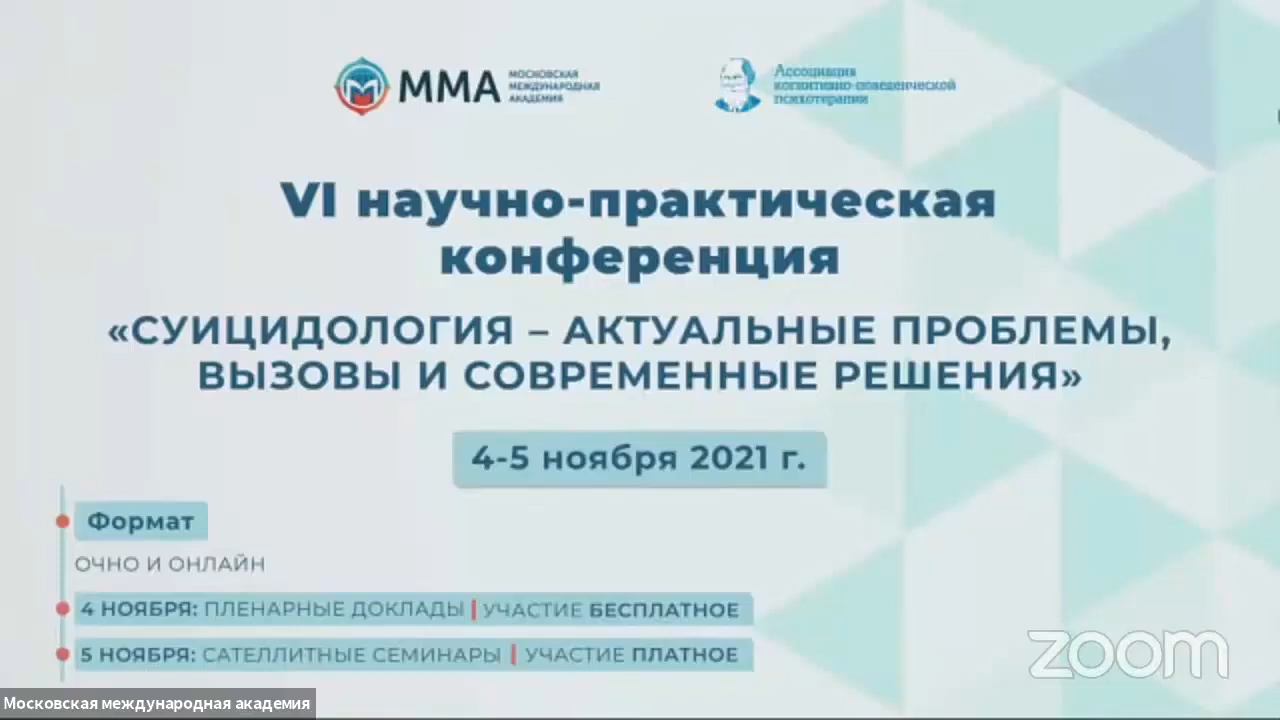 ММА
МОСКОВСКАЯ
МЕЖДУНАРОДНАЯ
АКАДЕМИЯ
Ассоциация
когнитивно-поведенческой
психотерапии
VI научно-практическая
конференция
«СУИЦИДОЛОГИЯ – АКТУАЛЬНЫЕ ПРОБЛЕМЫ,
ВЫЗОВЫ И СОВРЕМЕННЫЕ РЕШЕНИЯ»
4-5 ноября 2021 г.
Формат
ОЧНО И ОНЛАЙН
4 НОЯБРЯ: ПЛЕНАРНЫЕ ДОКЛАДЫ | УЧАСТИЕ БЕСПЛАТНОЕ
5 НОЯБРЯ: САТЕЛЛИТНЫЕ СЕМИНАРЫ | УЧАСТИЕ ПЛАТНОЕ
zoom
Московская международная академия